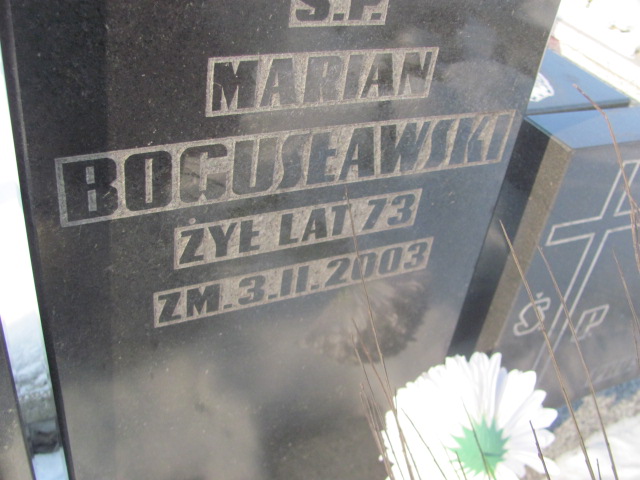 Ś.P.
MARIAN
BOGUSŁAWSKI
ŻYŁ LAT 73
ZM.3.II.2003
Ś P